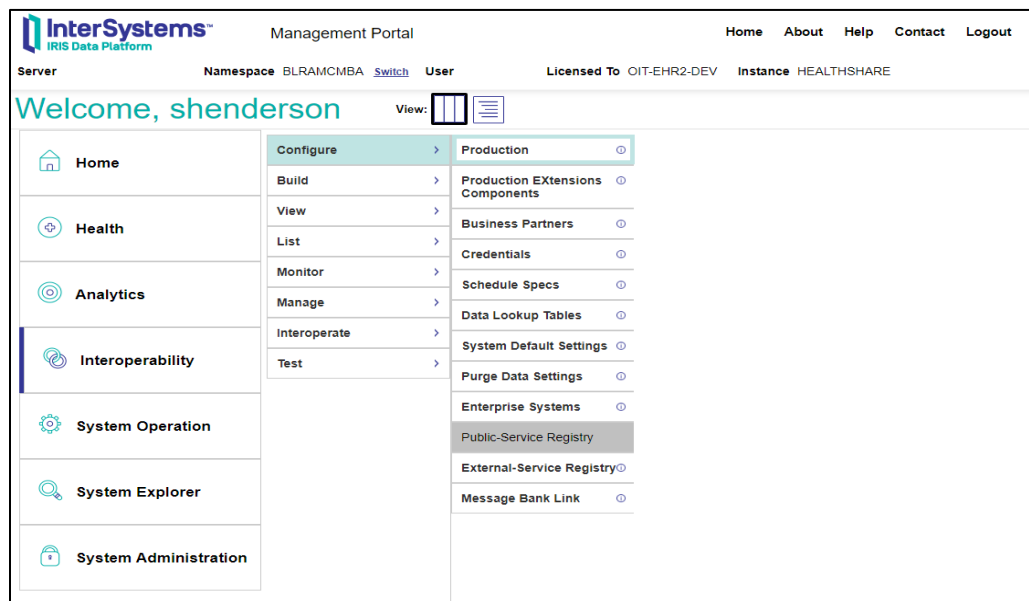 InterSystems™
IRIS Data Platform
Management Portal
Home About Help Contact Logout
Server Namespace BLRAMCMBA Switch User Licensed To OIT-EHR2-DEV Instance HEALTHSHARE
Welcome, shenderson
View:
Home
Health
Analytics
Interoperability
System Operation
System Explorer
System Administration
Configure
Build
View
List
Monitor
Manage
Interoperate
Test
Production
Production EXtensions
Components
Business Partners
Credentials
Schedule Specs
Data Lookup Tables
System Default Settings
Purge Data Settings
Enterprise Systems
Public-Service Registry
External-Service Registry
Message Bank Link